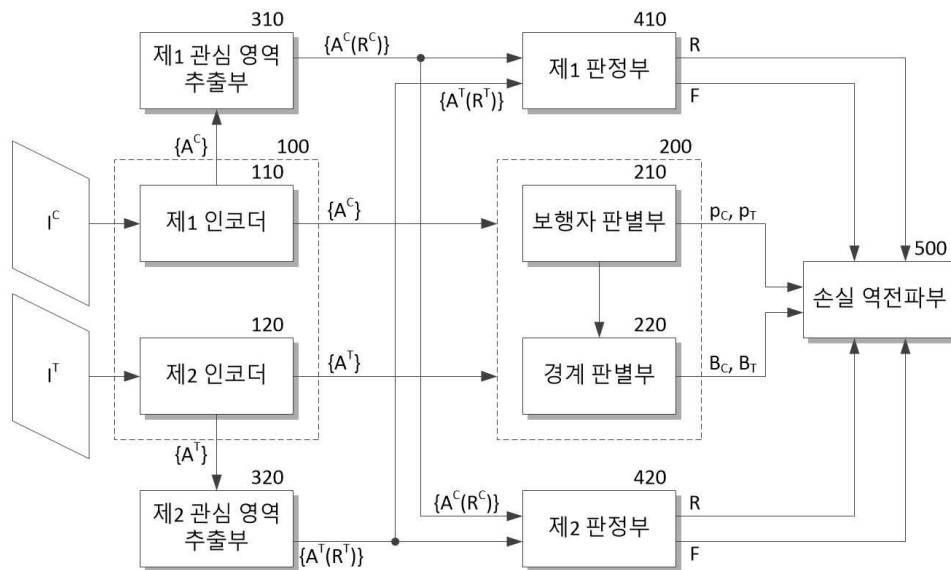 310
제1 관심 영역
추출부
{A^C(R^C)}
410
제1 판정부
R
F
{A^T(R^T)}
{A^C}
100
200
I^C
110
제1 인코더
{A^C}
210
보행자 판별부
p_C, p_T
500
손실 역전파부
I^T
120
제2 인코더
{A^T}
220
경계 판별부
B_C, B_T
{A^T}
320
제2 관심 영역
추출부
{A^T(R^T)}
{A^C(R^C)}
420
제2 판정부
R
F